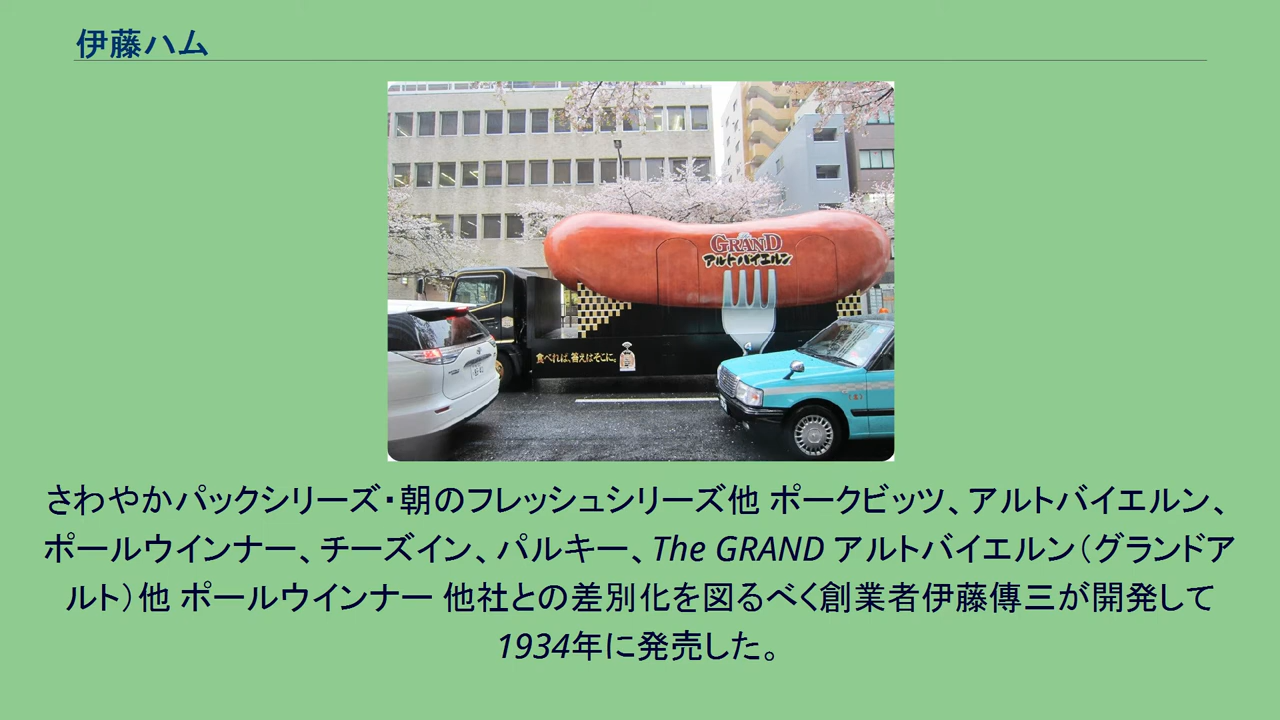 伊藤ハム
GRAND
アルトバイエルン
食べれば、答えはそこに。
さわやかパックシリーズ・朝のフレッシュシリーズ他 ポークビッツ、アルトバイエルン、
ポールウインナー、チーズイン、パルキー、The GRAND アルトバイエルン（グランドア
ルト）他 ポールウインナー 他社との差別化を図るべく創業者伊藤傳三が開発して
1934年に発売した。